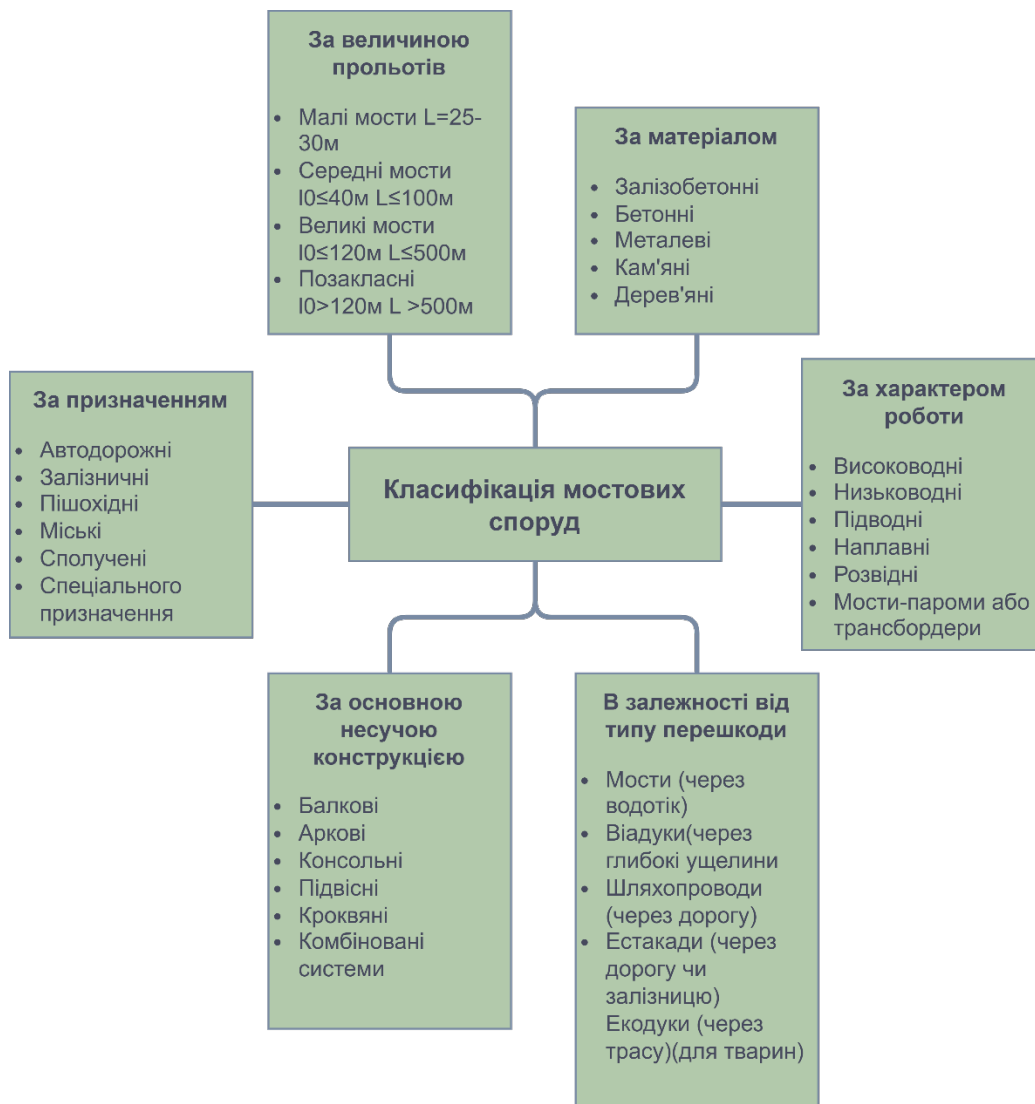 За величиною
прольотів
• Малі мости L=25-
30м
• Середні мости
l0≤40м L≤100м
• Великі мости
l0≤120м L≤500м
• Позакласні
l0>120м L >500м
За матеріалом
• Залізобетонні
• Бетонні
• Металеві
• Кам'яні
• Дерев'яні
За призначенням
• Автодорожні
• Залізничні
• Пішохідні
• Міські
• Сполучені
• Спеціального
призначення
Класифікація мостових
споруд
За характером
роботи
• Висоководні
• Низьководні
• Підводні
• Наплавні
• Розвідні
• Мости-пароми або
трансбордери
За основною
несучою
конструкцією
• Балкові
• Аркові
• Консольні
• Підвісні
• Кроквяні
• Комбіновані
системи
В залежності від
типу перешкоди
• Мости (через
водотік)
• Віадуки(через
глибокі ущелини
• Шляхопроводи
(через дорогу)
• Естакади (через
дорогу чи
залізницю)
Екодуки (через
трасу)(для тварин)